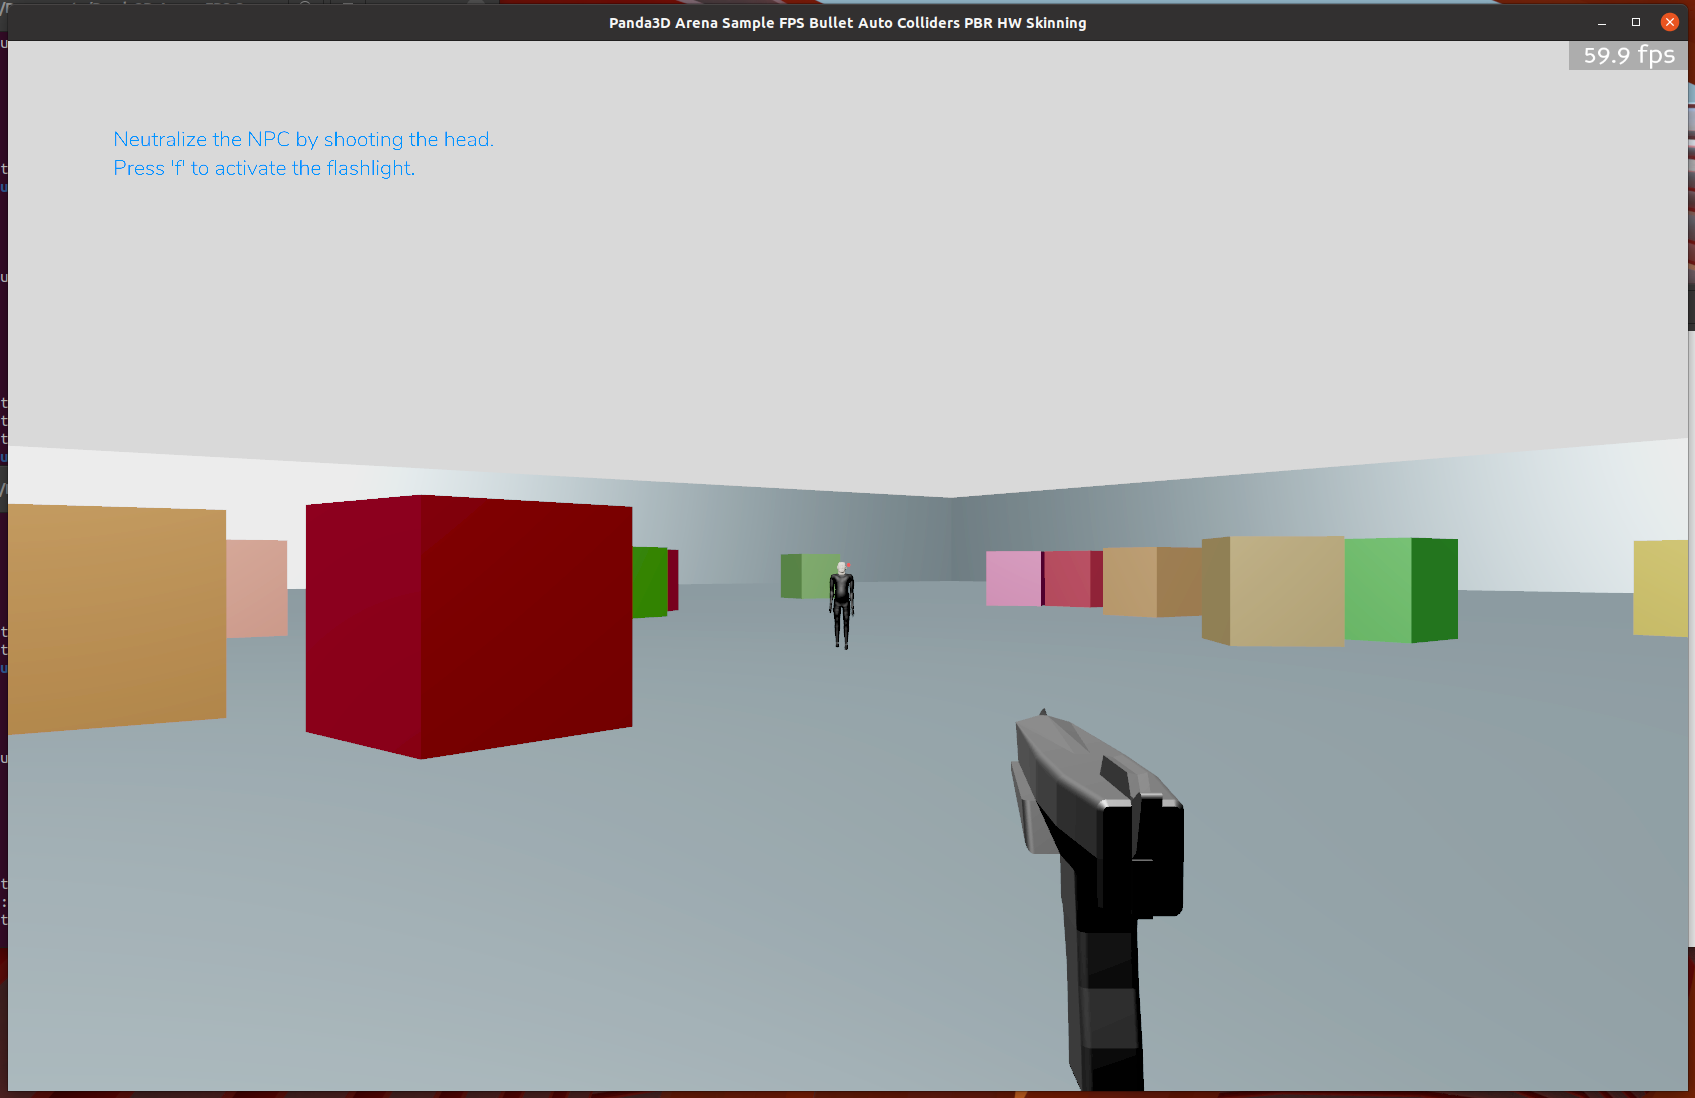 Panda3D Arena Sample FPS Bullet Auto Colliders PBR HW Skinning
59.9 fps
Neutralize the NPC by shooting the head.
Press 'f' to activate the flashlight.